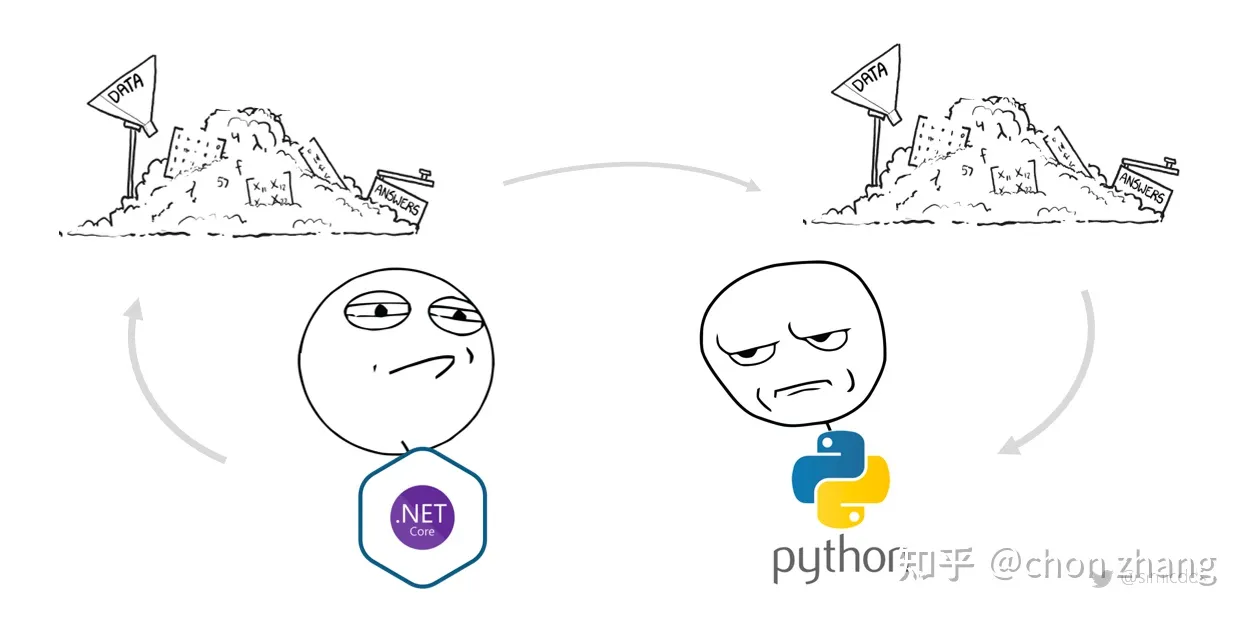 DATA
DATA
ANSWERS
ANSWERS
.NET
Core
python
知乎 @chon zhang